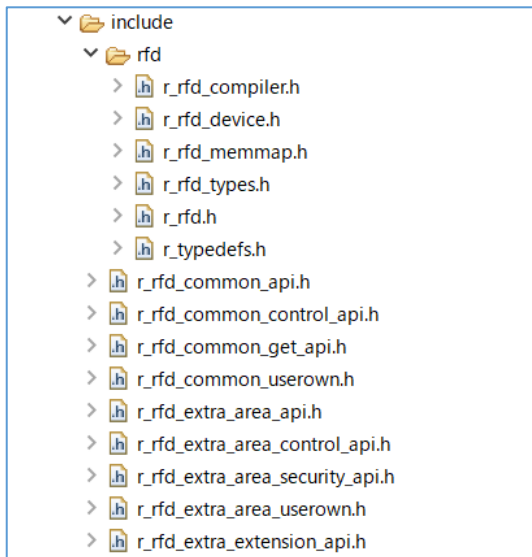 include
rfd
.h r_rfd_compiler.h
.h r_rfd_device.h
.h r_rfd_memmap.h
.h r_rfd_types.h
.h r_rfd.h
.h r_typedefs.h
.h r_rfd_common_api.h
.h r_rfd_common_control_api.h
.h r_rfd_common_get_api.h
.h r_rfd_common_userown.h
.h r_rfd_extra_area_api.h
.h r_rfd_extra_area_control_api.h
.h r_rfd_extra_area_security_api.h
.h r_rfd_extra_area_userown.h
.h r_rfd_extra_extension_api.h